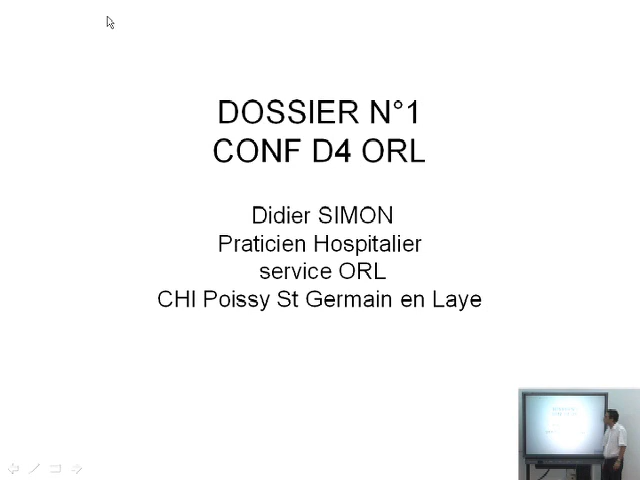 DOSSIER N°1
CONF D4 ORL
Didier SIMON
Praticien Hospitalier
service ORL
CHI Poissy St Germain en Laye